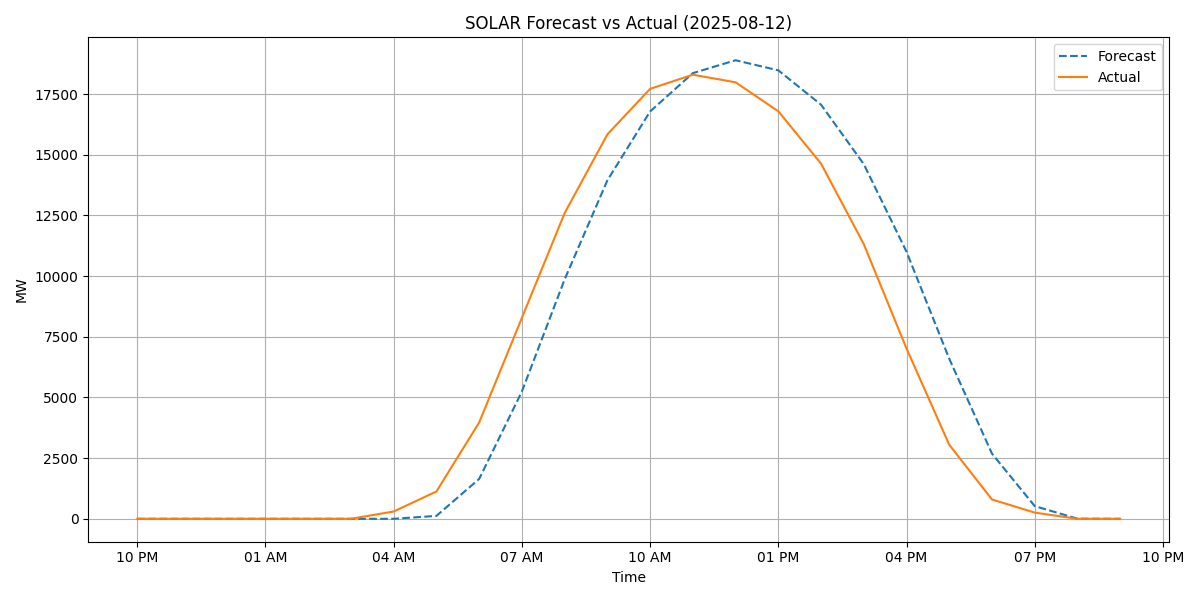 SOLAR Forecast vs Actual (2025-08-12)
Forecast
Actual
17500
15000
12500
10000
7500
5000
2500
0
MW
10 PM 01 AM 04 AM 07 AM 10 AM 01 PM 04 PM 07 PM 10 PM
Time